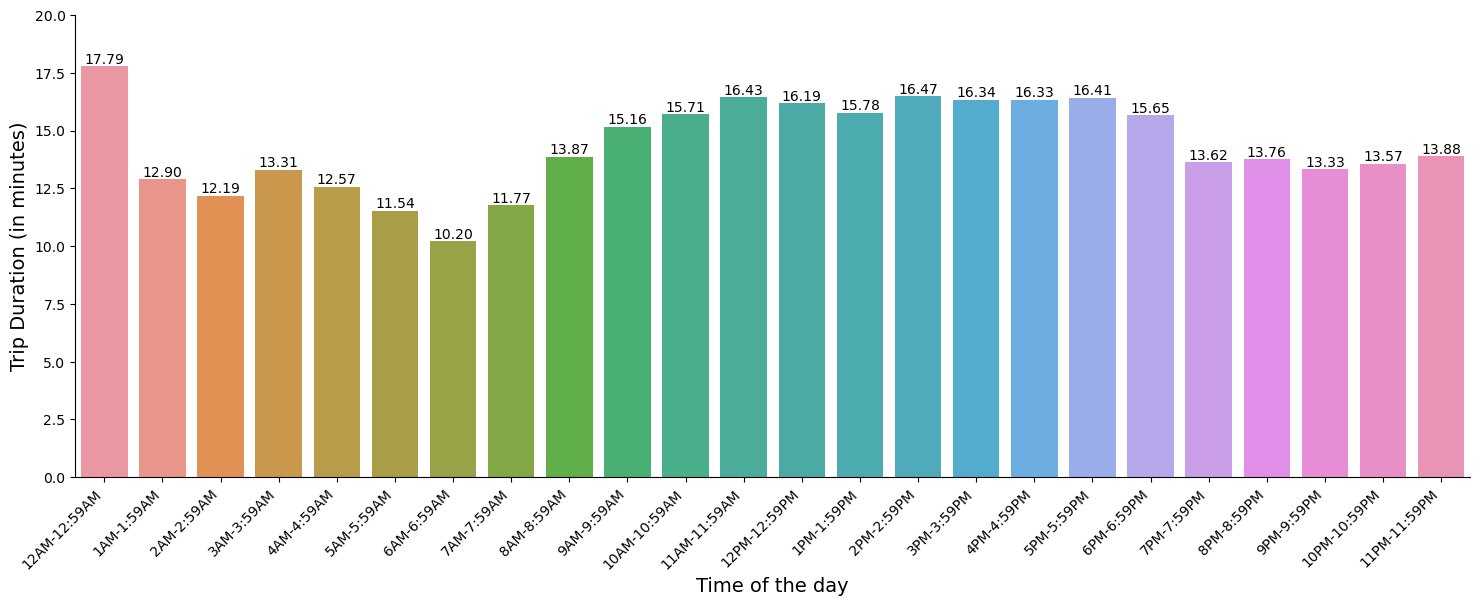 20.0
17.5
15.0
12.5
10.0
7.5
5.0
2.5
0.0
Trip Duration (in minutes)
17.79
12.90
12.19
13.31
12.57
11.54
10.20
11.77
13.87
15.16
15.71
16.43
16.19
15.78
16.47
16.34
16.33
16.41
15.65
13.62
13.76
13.33
13.57
13.88
12AM-12:59AM
1AM-1:59AM
2AM-2:59AM
3AM-3:59AM
4AM-4:59AM
5AM-5:59AM
6AM-6:59AM
7AM-7:59AM
8AM-8:59AM
9AM-9:59AM
10AM-10:59AM
11AM-11:59AM
12PM-12:59PM
1PM-1:59PM
2PM-2:59PM
3PM-3:59PM
4PM-4:59PM
5PM-5:59PM
6PM-6:59PM
7PM-7:59PM
8PM-8:59PM
9PM-9:59PM
10PM-10:59PM
11PM-11:59PM
Time of the day